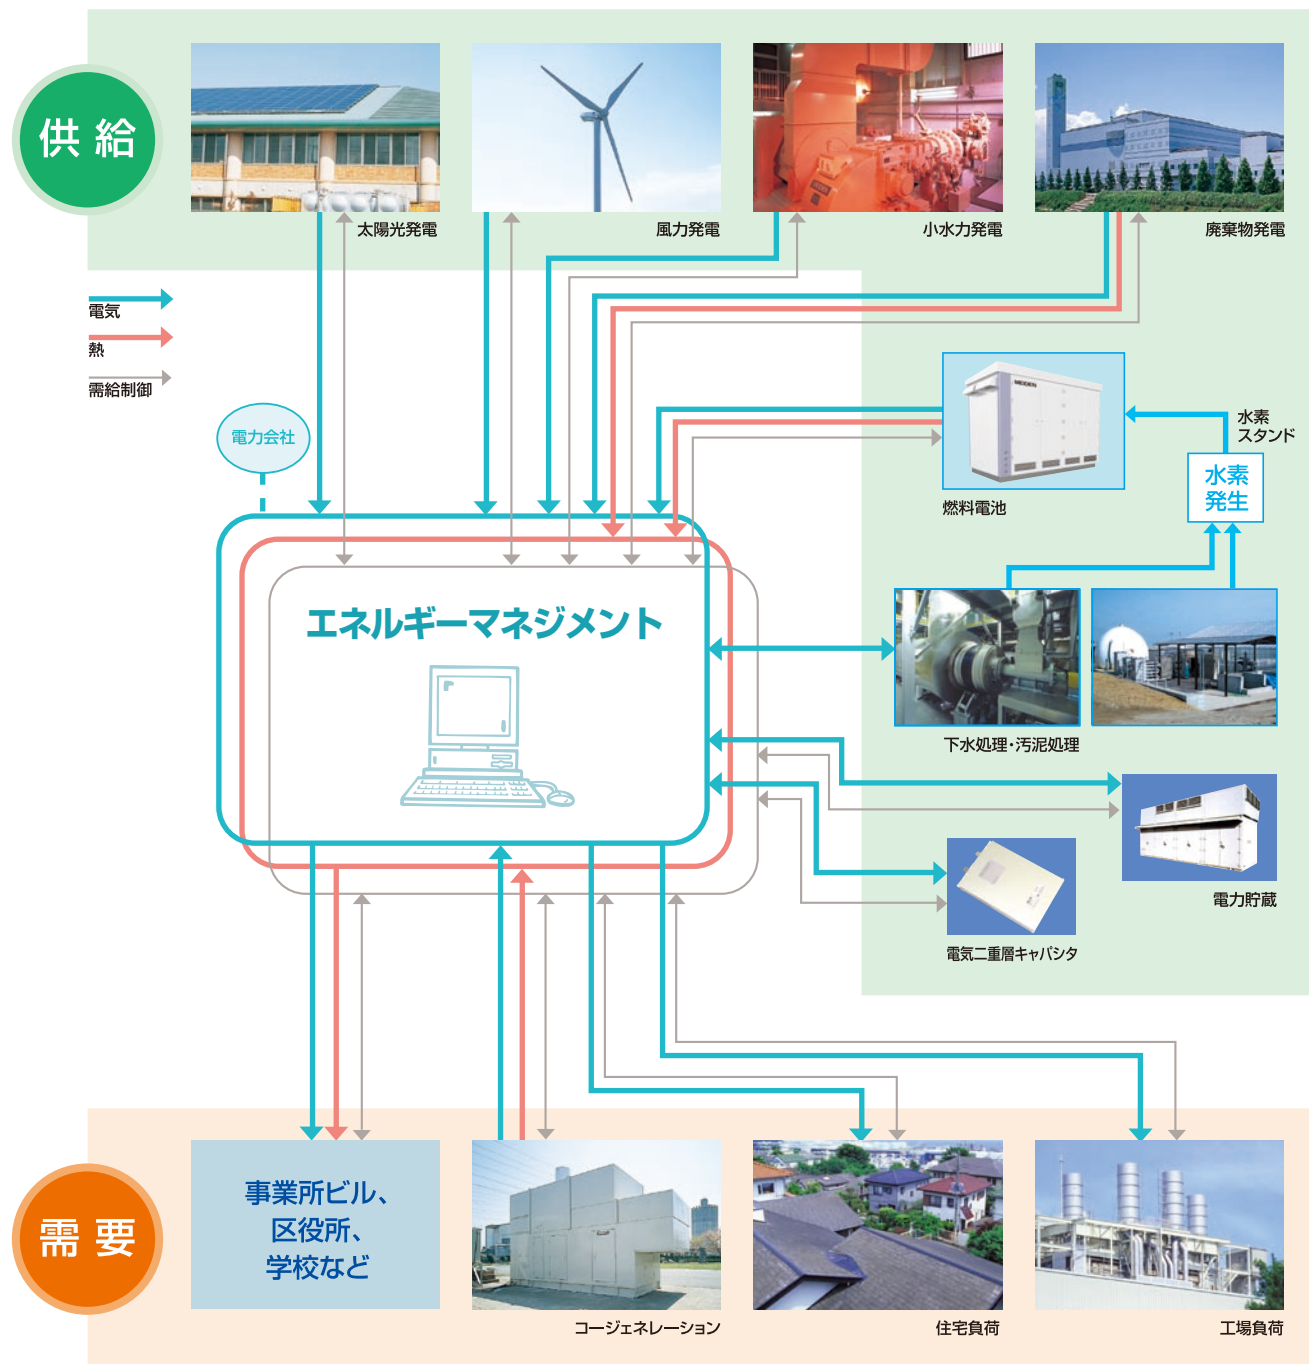 供給
太陽光発電
風力発電
小水力発電
廃棄物発電
電気
熱
需給制御
電力会社
水素
スタンド
水素
発生
燃料電池
エネルギーマネジメント
下水処理・汚泥処理
電力貯蔵
電気二重層キャパシタ
需要
事業所ビル、
区役所、
学校など
コージェネレーション
住宅負荷
工場負荷